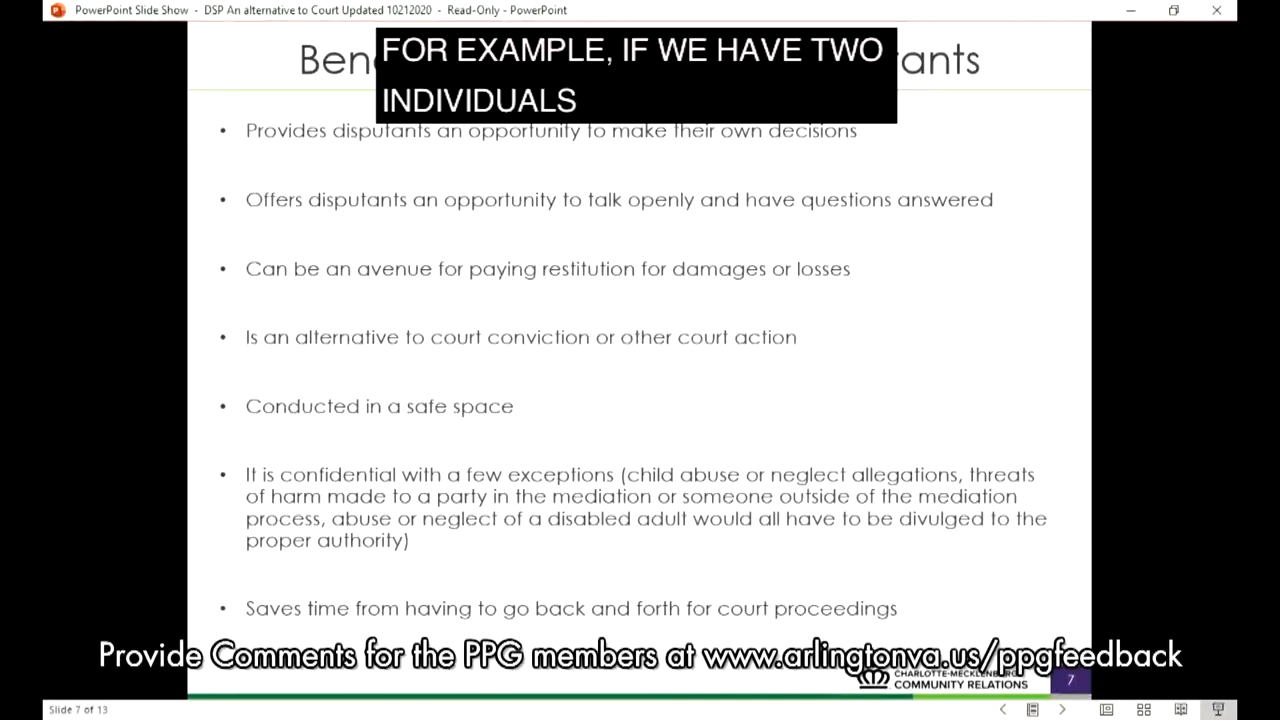 PowerPoint Slide Show - DSP An alternative to Court Updated 10212020 - Read-Only - PowerPoint
FOR EXAMPLE, IF WE HAVE TWO
INDIVIDUALS
• Provides disputants an opportunity to make their own decisions
• Offers disputants an opportunity to talk openly and have questions answered
• Can be an avenue for paying restitution for damages or losses
• Is an alternative to court conviction or other court action
• Conducted in a safe space
• It is confidential with a few exceptions (child abuse or neglect allegations, threats
of harm made to a party in the mediation or someone outside of the mediation
process, abuse or neglect of a disabled adult would all have to be divulged to the
proper authority)
• Saves time from having to go back and forth for court proceedings
Provide Comments for the PPG members at www.arlingtonva.us/ppgfeedback
CHARLOTTE-MECKLENBURG
COMMUNITY RELATIONS
7
Slide 7 of 13